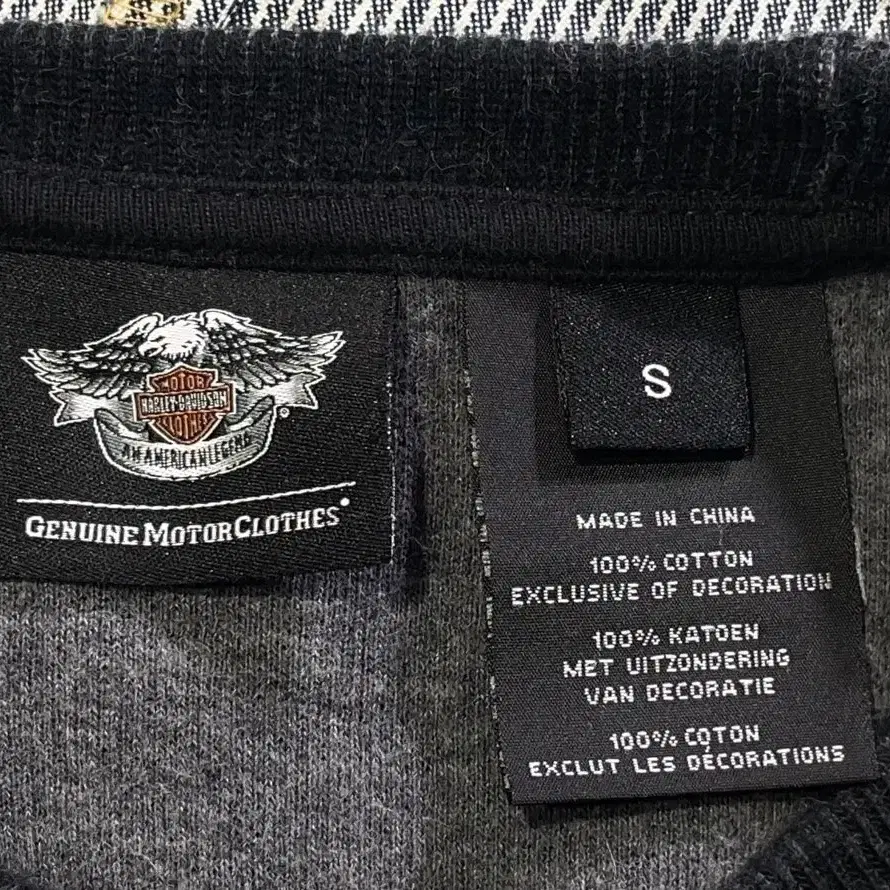 MOTOR
HARLEY-DAVIDSON
CLOTHES
AN AMERICAN LEGEND
GENUINE MOTORCLOTHES®
S
MADE IN CHINA
100% COTTON
EXCLUSIVE OF DECORATION
100% KATOEN
MET UITZONDERING
VAN DECORATIE
100% COTON
EXCLUT LES DÉCORATIONS